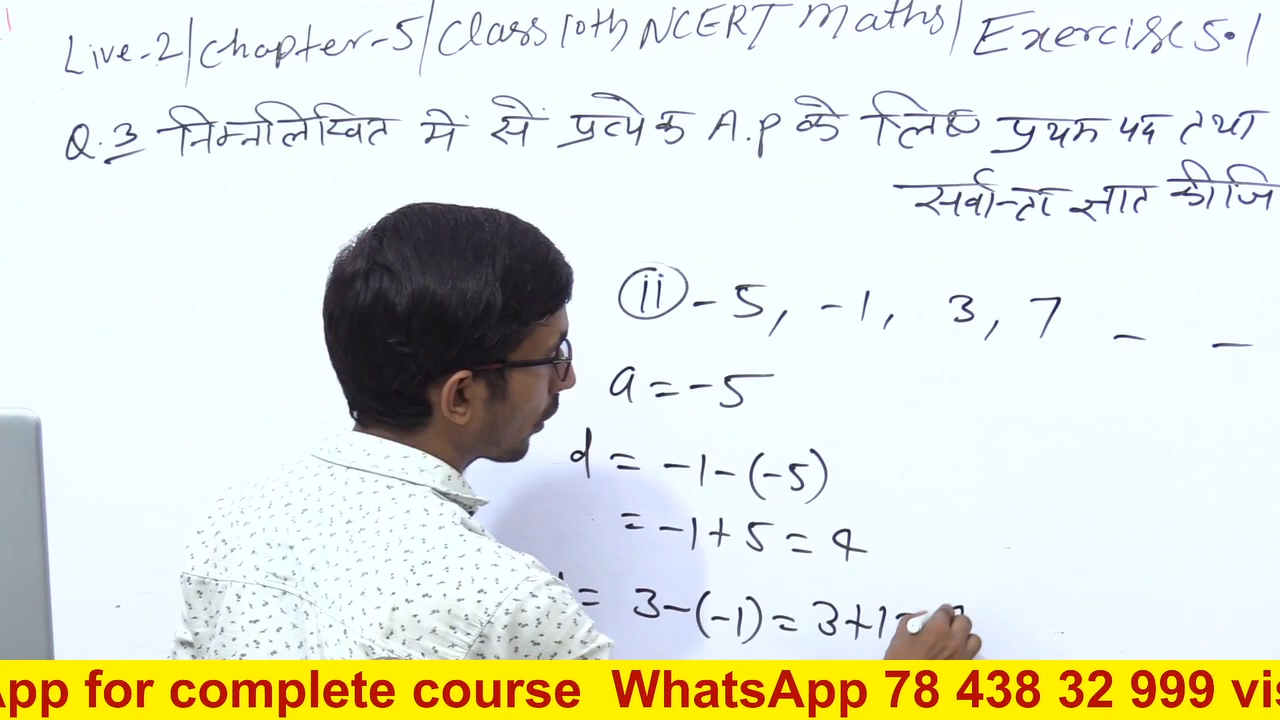 Live-2/Chapter-5/Class 10th NCERT Maths/Exercise 5.1
Q.3 निम्नलिखित में से प्रत्येक A.P के लिए प्रथम पद तथा
सर्वान्तर ज्ञात कीजि
(ii) -5, -1, 3, 7 - -
a = -5
d = -1-(-5)
= -1+5 = 4
= 3-(-1) = 3+1 =
App for complete course WhatsApp 78 438 32 999 vis